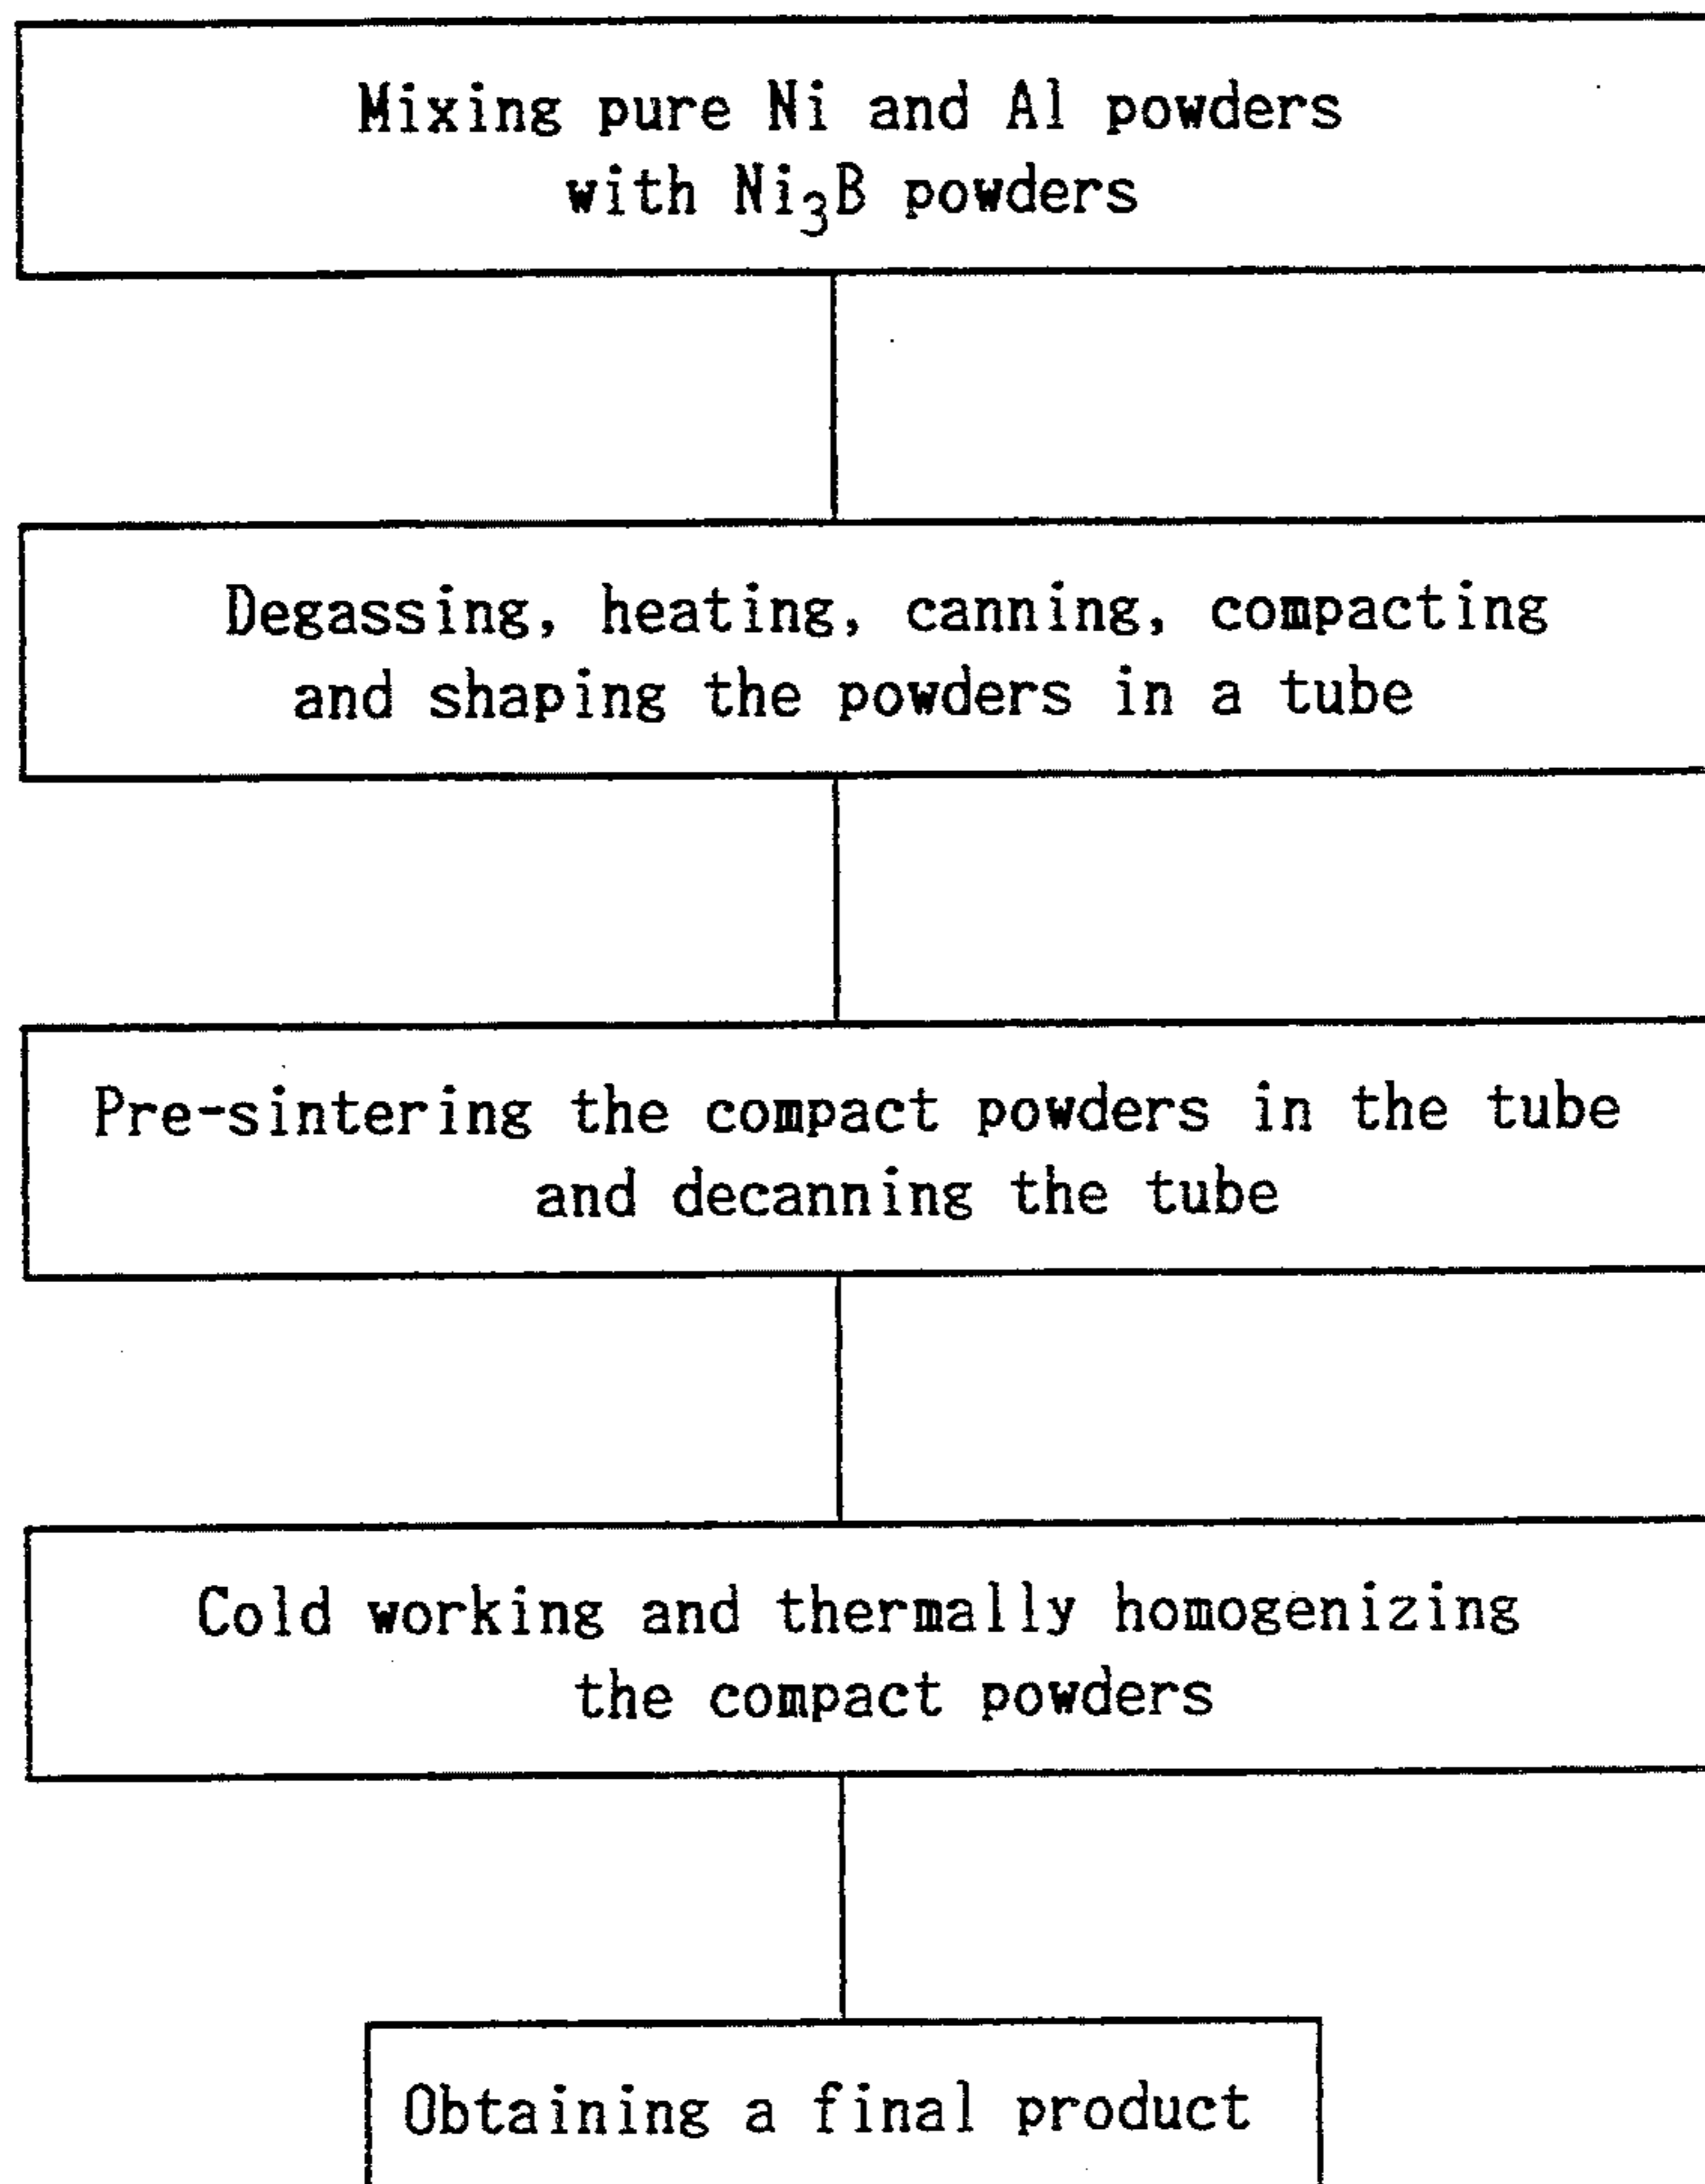 Mixing pure Ni and Al powders
with Ni₃B powders
Degassing, heating, canning, compacting
and shaping the powders in a tube
Pre-sintering the compact powders in the tube
and decanning the tube
Cold working and thermally homogenizing
the compact powders
Obtaining a final product